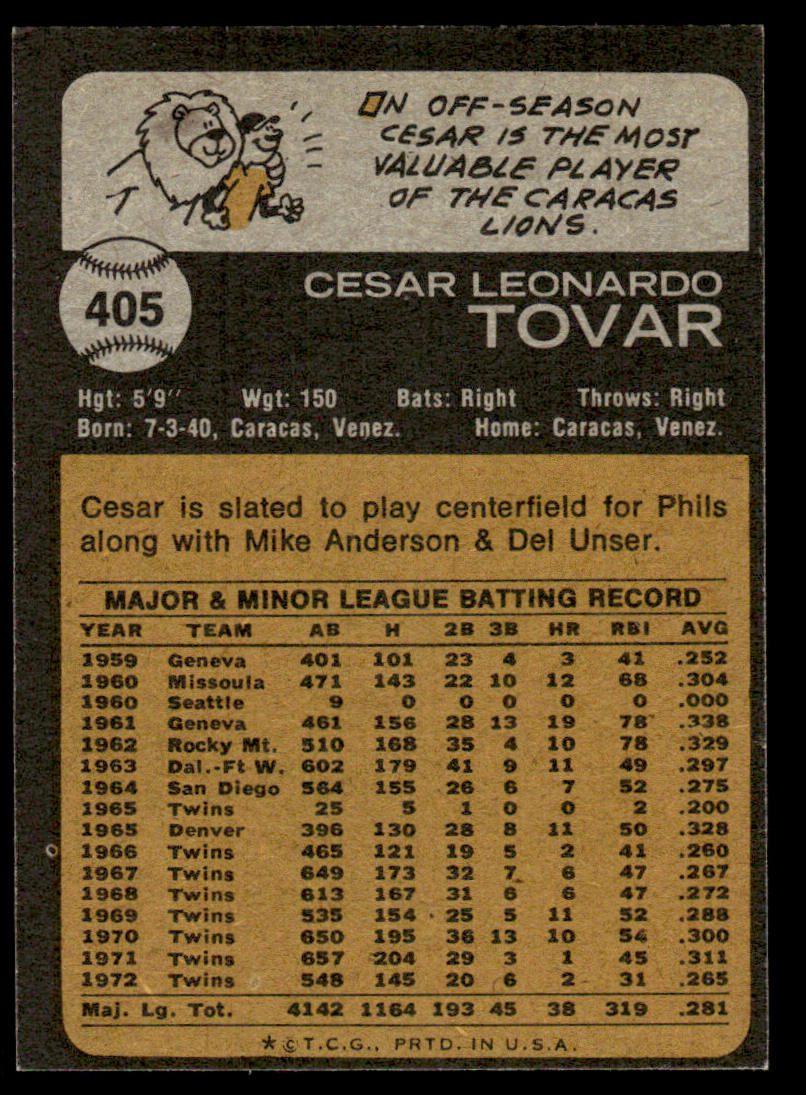 ON OFF-SEASON
CESAR IS THE MOST
VALUABLE PLAYER
OF THE CARACAS
LIONS.
405
CESAR LEONARDO
TOVAR
Hgt: 5'9" Wgt: 150 Bats: Right Throws: Right
Born: 7-3-40, Caracas, Venez. Home: Caracas, Venez.
Cesar is slated to play centerfield for Phils
along with Mike Anderson & Del Unser.
MAJOR & MINOR LEAGUE BATTING RECORD
YEAR TEAM AB H 2B 3B HR RBI AVG
1959 Geneva 401 101 23 4 3 41 .252
1960 Missoula 471 143 22 10 12 68 .304
1960 Seattle 9 0 0 0 0 0 .000
1961 Geneva 461 156 28 13 19 78 .338
1962 Rocky Mt. 510 168 35 4 10 78 .329
1963 Dal.-Ft W. 602 179 41 9 11 49 .297
1964 San Diego 564 155 26 6 7 52 .275
1965 Twins 25 5 1 0 0 2 .200
1965 Denver 396 130 28 8 11 50 .328
1966 Twins 465 121 19 5 2 41 .260
1967 Twins 649 173 32 7 6 47 .267
1968 Twins 613 167 31 6 6 47 .272
1969 Twins 535 154 25 5 11 52 .288
1970 Twins 650 195 36 13 10 54 .300
1971 Twins 657 204 29 3 1 45 .311
1972 Twins 548 145 20 6 2 31 .265
Maj. Lg. Tot. 4142 1164 193 45 38 319 .281
*©T.C.G., PRTD. IN U.S.A.